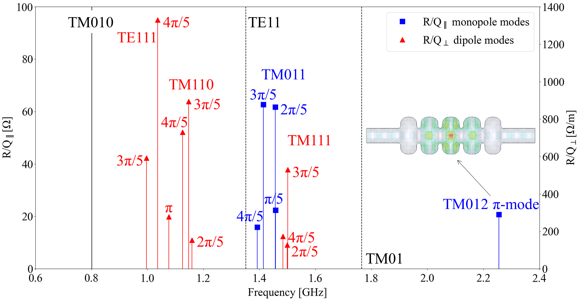 TM010
TE11
TM01
R/Q∥ monopole modes
R/Q⊥ dipole modes
TE111
4π/5
TM110
3π/5
4π/5
3π/5
π
2π/5
TM011
3π/5
2π/5
π/5
4π/5
TM111
3π/5
4π/5
2π/5
TM012 π-mode
R/Q∥ [Ω]
100
80
60
40
20
0
R/Q⊥ [Ω/m]
1400
1200
1000
800
600
400
200
0
0.6 0.8 1.0 1.2 1.4 1.6 1.8 2.0 2.2 2.4
Frequency [GHz]